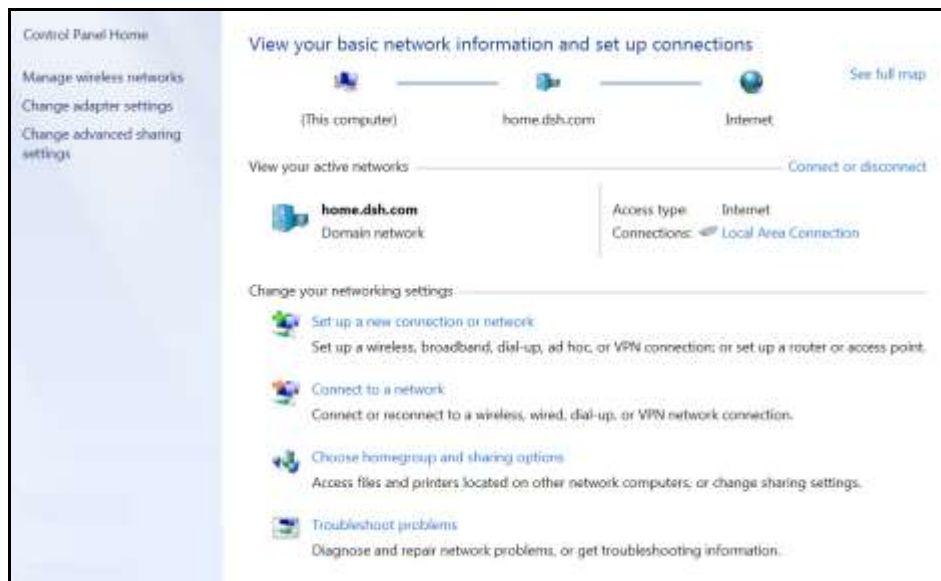 Control Panel Home
Manage wireless networks
Change adapter settings
Change advanced sharing
settings
View your basic network information and set up connections
See full map
(This computer)
home.dsh.com
Internet
View your active networks
Connect or disconnect
home.dsh.com
Domain network
Access type: Internet
Connections: Local Area Connection
Change your networking settings
Set up a new connection or network
Set up a wireless, broadband, dial-up, ad hoc, or VPN connection; or set up a router or access point.
Connect to a network
Connect or reconnect to a wireless, wired, dial-up, or VPN network connection.
Choose homegroup and sharing options
Access files and printers located on other network computers, or change sharing settings.
Troubleshoot problems
Diagnose and repair network problems, or get troubleshooting information.